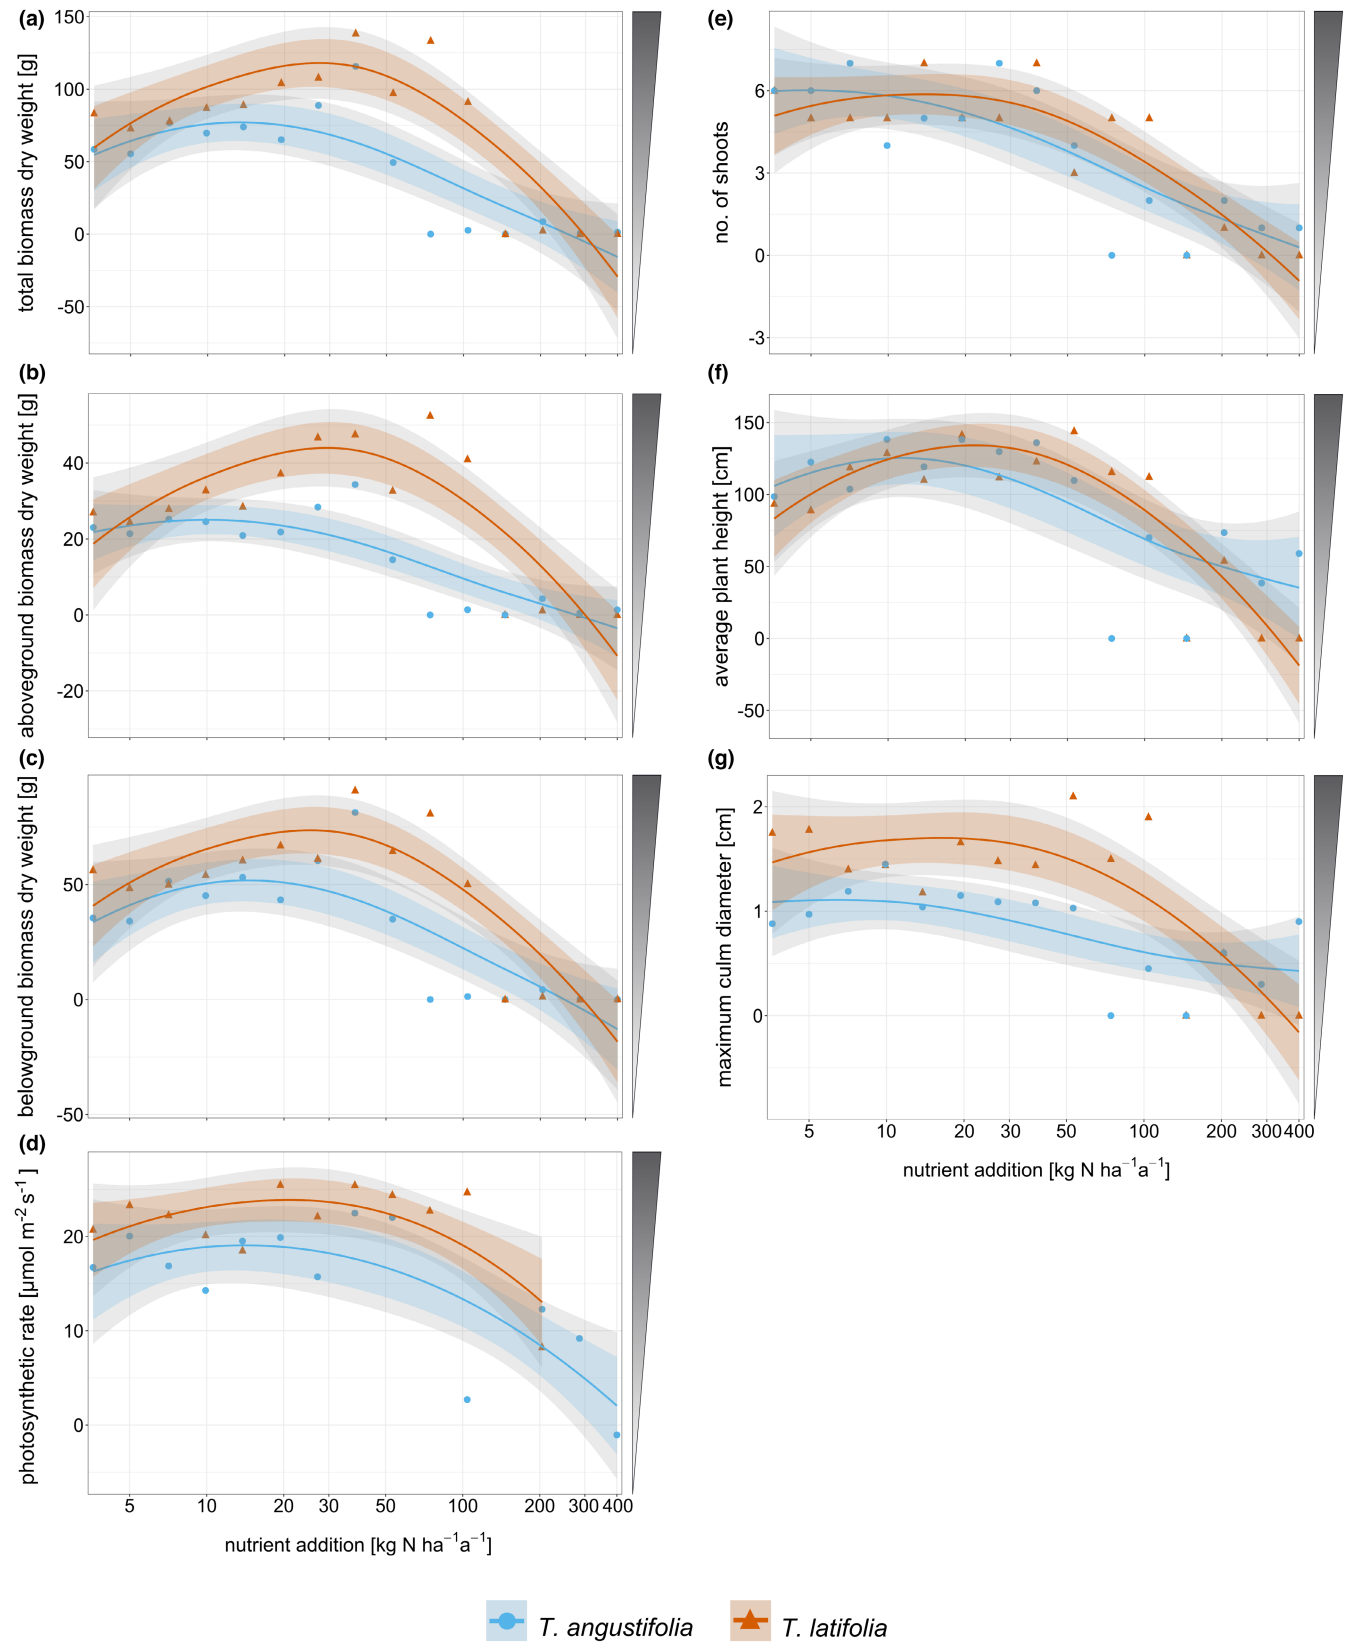 (a)
total biomass dry weight [g]
150
100
50
0
-50
(b)
aboveground biomass dry weight [g]
40
20
0
-20
(c)
belowground biomass dry weight [g]
50
0
-50
(d)
photosynthetic rate [µmol m⁻² s⁻¹ ]
20
10
0
5 10 20 30 50 100 200 300 400
nutrient addition [kg N ha⁻¹a⁻¹]
(e)
no. of shoots
6
3
0
-3
(f)
average plant height [cm]
150
100
50
0
-50
(g)
maximum culm diameter [cm]
2
1
0
5 10 20 30 50 100 200 300 400
nutrient addition [kg N ha⁻¹a⁻¹]
T. angustifolia T. latifolia